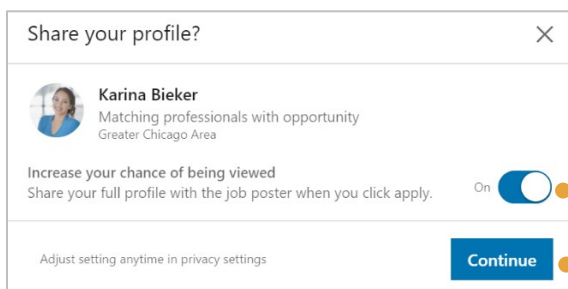 Share your profile?
Karina Bieker
Matching professionals with opportunity
Greater Chicago Area
Increase your chance of being viewed
Share your full profile with the job poster when you click apply.
On
Adjust setting anytime in privacy settings
Continue